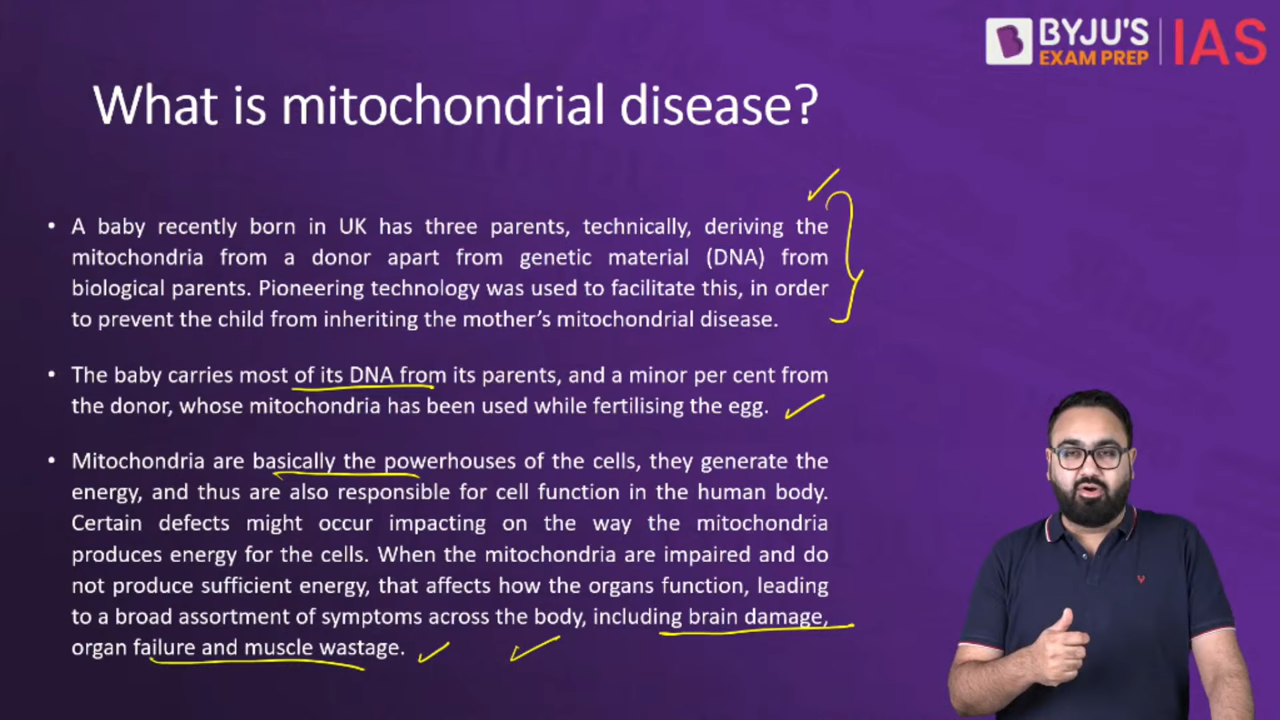 BYJU'S
EXAM PREP
IAS
What is mitochondrial disease?
• A baby recently born in UK has three parents, technically, deriving the
mitochondria from a donor apart from genetic material (DNA) from
biological parents. Pioneering technology was used to facilitate this, in order
to prevent the child from inheriting the mother's mitochondrial disease.
• The baby carries most of its DNA from its parents, and a minor per cent from
the donor, whose mitochondria has been used while fertilising the egg.
• Mitochondria are basically the powerhouses of the cells, they generate the
energy, and thus are also responsible for cell function in the human body.
Certain defects might occur impacting on the way the mitochondria
produces energy for the cells. When the mitochondria are impaired and do
not produce sufficient energy, that affects how the organs function, leading
to a broad assortment of symptoms across the body, including brain damage,
organ failure and muscle wastage.